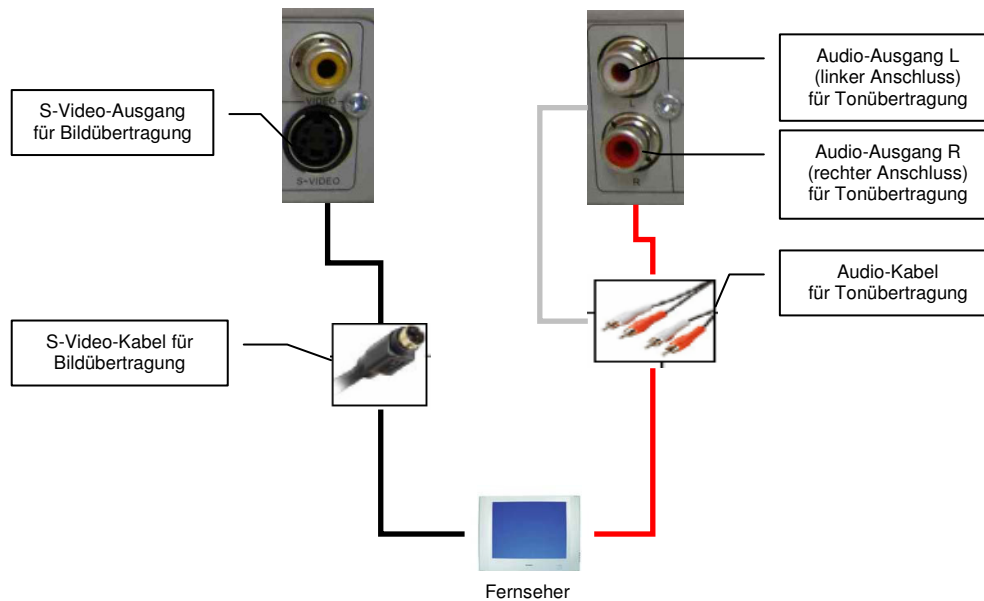 S-Video-Ausgang
für Bildübertragung
VIDEO
S-VIDEO
L
R
Audio-Ausgang L
(linker Anschluss)
für Tonübertragung
Audio-Ausgang R
(rechter Anschluss)
für Tonübertragung
Audio-Kabel
für Tonübertragung
S-Video-Kabel für
Bildübertragung
Fernseher